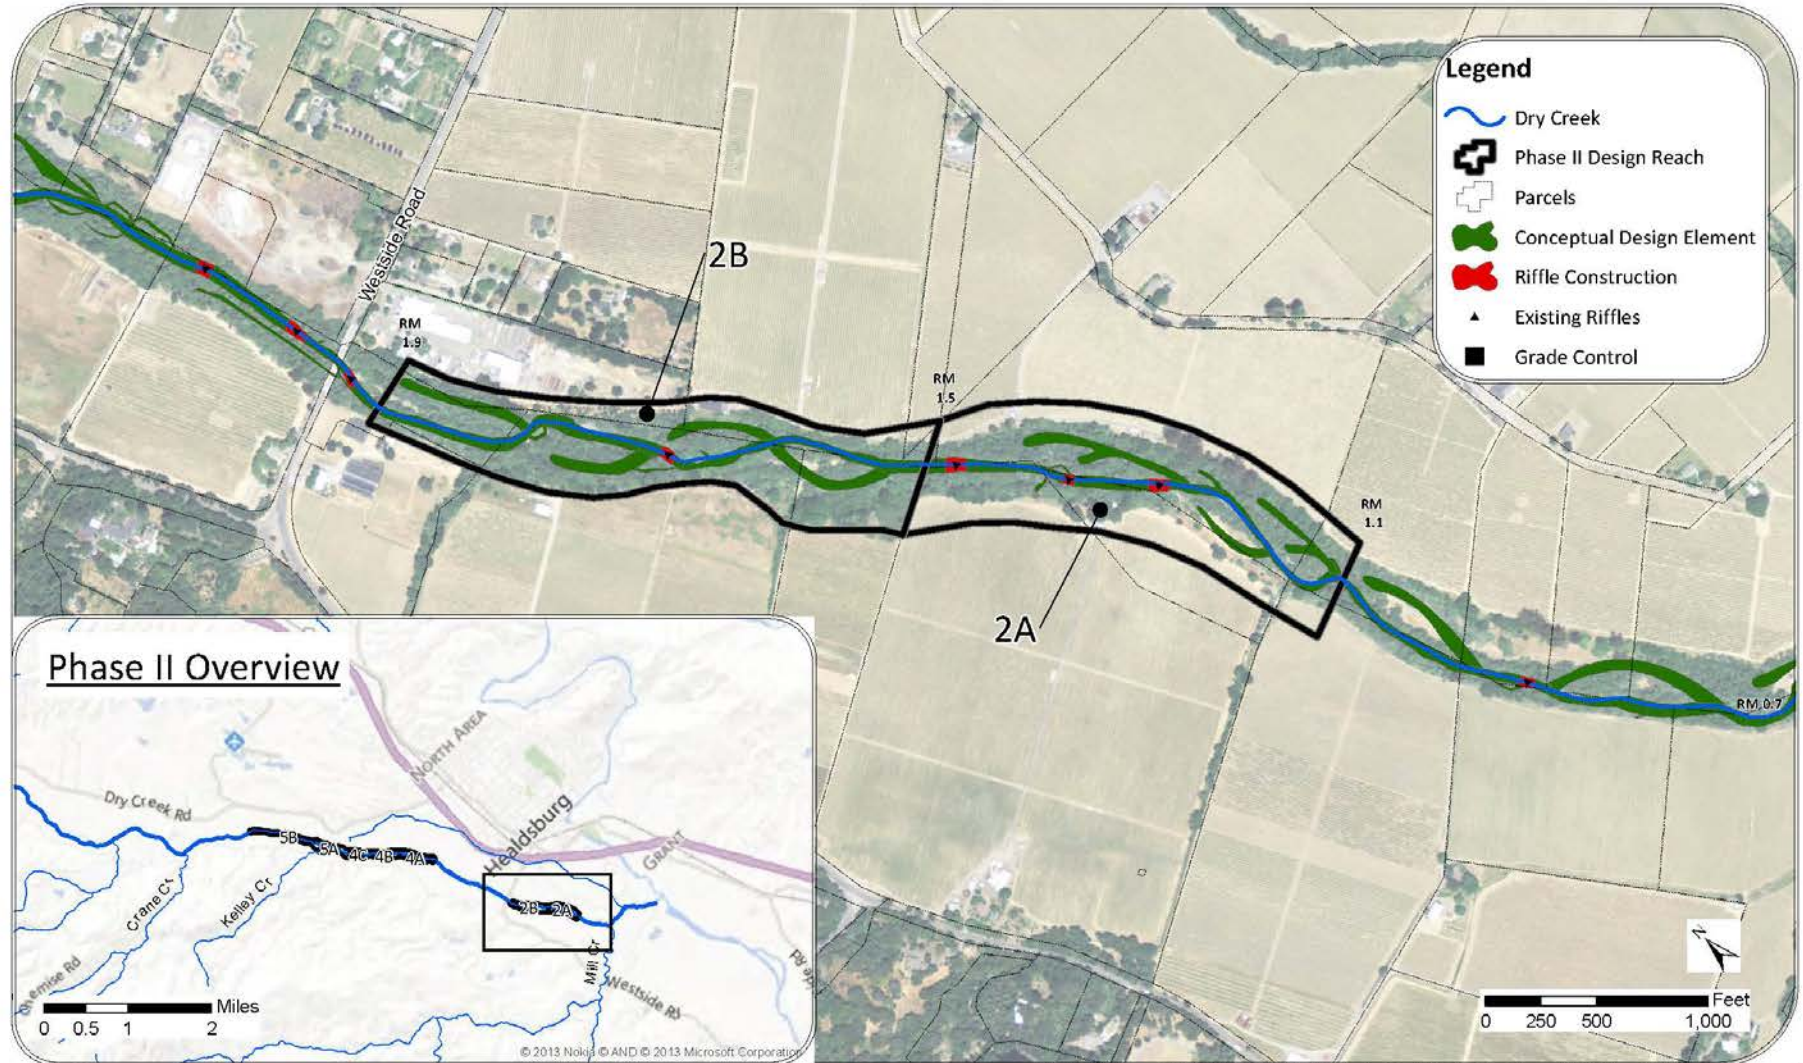 Legend
Dry Creek
Phase II Design Reach
Parcels
Conceptual Design Element
Riffle Construction
Existing Riffles
Grade Control
Westside Road
2B
RM
1.9
RM
1.5
RM
1.1
2A
RM 0.7
Phase II Overview
NORTH AREA
Dry Creek Rd
Healdsburg
GRANT
5B
5A
4C
4B
4A
Crane Cr
Kelley Cr
2B
2A
Mill Cr
Westside Rd
Miles
0 0.5 1 2
© 2013 Nokia © AND © 2013 Microsoft Corporation
N
Feet
0 250 500 1,000